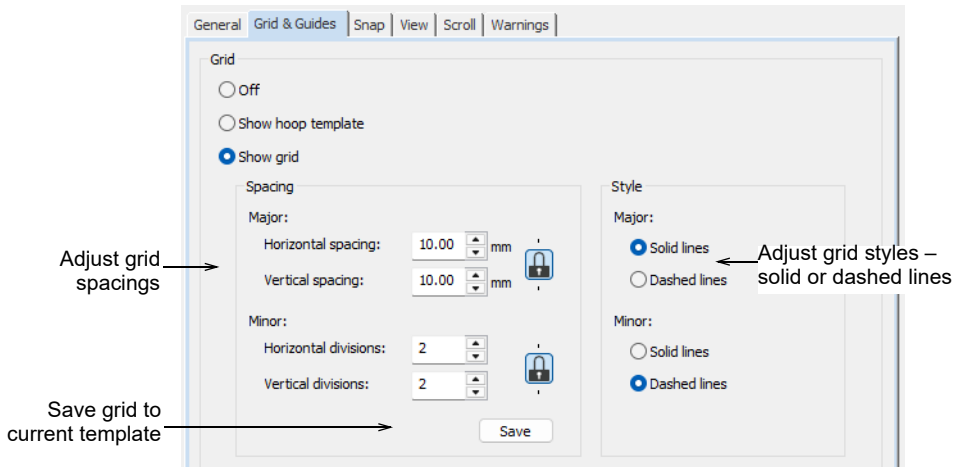 General Grid & Guides Snap View Scroll Warnings
Grid
Off
Show hoop template
Show grid
Spacing
Major:
Horizontal spacing: 10.00 mm
Vertical spacing: 10.00 mm
Minor:
Horizontal divisions: 2
Vertical divisions: 2
Save
Style
Major:
Solid lines
Dashed lines
Minor:
Solid lines
Dashed lines
Adjust grid
spacings
Save grid to
current template
Adjust grid styles –
solid or dashed lines